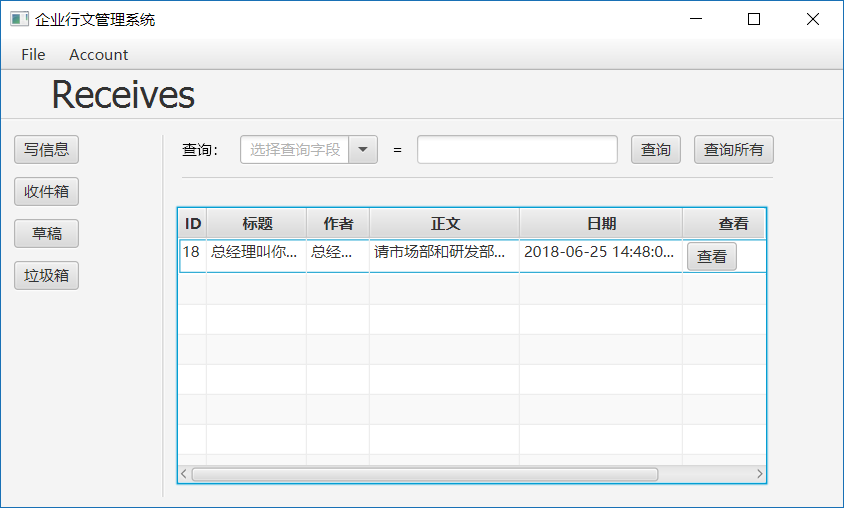 企业行文管理系统
File Account
Receives
写信息
收件箱
草稿
垃圾箱
查询： 选择查询字段 = 查询 查询所有
ID 标题 作者 正文 日期 查看
18 总经理叫你... 总经... 请市场部和研发部... 2018-06-25 14:48:0... 查看